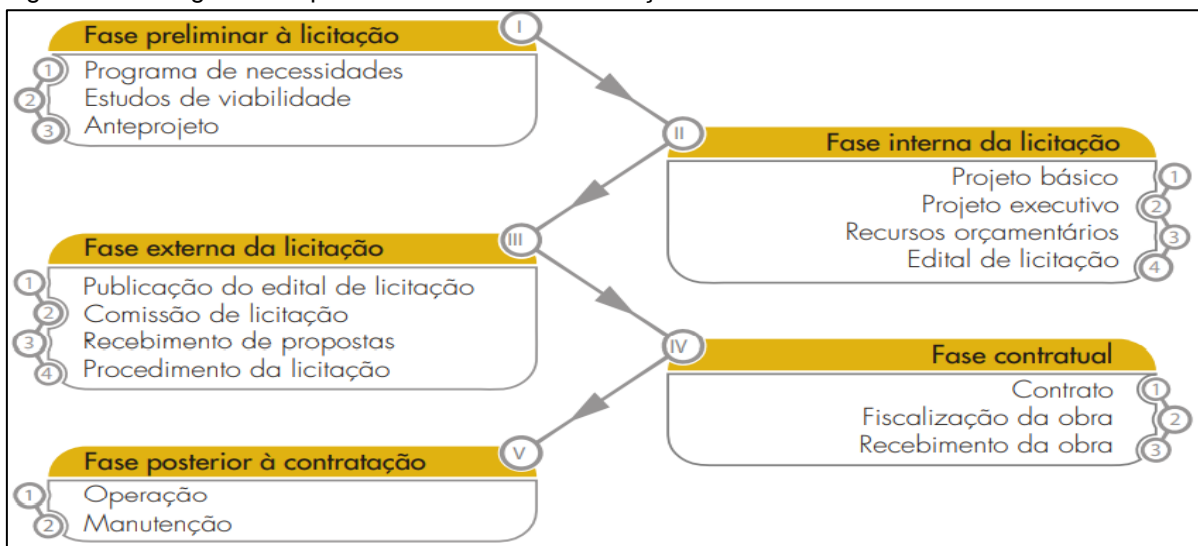 I
Fase preliminar à licitação
1 Programa de necessidades
2 Estudos de viabilidade
3 Anteprojeto
II
Fase interna da licitação
Projeto básico 1
Projeto executivo 2
Recursos orçamentários 3
Edital de licitação 4
III
Fase externa da licitação
1 Publicação do edital de licitação
2 Comissão de licitação
3 Recebimento de propostas
4 Procedimento da licitação
IV
Fase contratual
Contrato 1
Fiscalização da obra 2
Recebimento da obra 3
V
Fase posterior à contratação
1 Operação
2 Manutenção